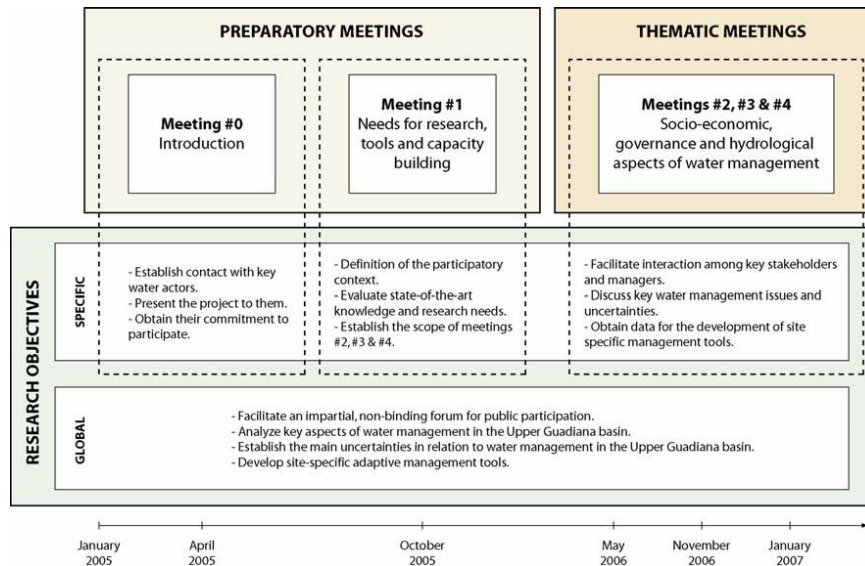 PREPARATORY MEETINGS
THEMATIC MEETINGS
Meeting #0
Introduction
Meeting #1
Needs for research,
tools and capacity
building
Meetings #2, #3 & #4
Socio-economic,
governance and hydrological
aspects of water management
RESEARCH OBJECTIVES
SPECIFIC
- Establish contact with key
water actors.
- Present the project to them.
- Obtain their commitment to
participate.
- Definition of the participatory
context.
- Evaluate state-of-the-art
knowledge and research needs.
- Establish the scope of meetings
#2, #3 & #4.
- Facilitate interaction among key stakeholders
and managers.
- Discuss key water management issues and
uncertainties.
- Obtain data for the development of site
specific management tools.
GLOBAL
- Facilitate an impartial, non-binding forum for public participation.
- Analyze key aspects of water management in the Upper Guadiana basin.
- Establish the main uncertainties in relation to water management in the Upper Guadiana basin.
- Develop site-specific adaptive management tools.
January
2005
April
2005
October
2005
May
2006
November
2006
January
2007